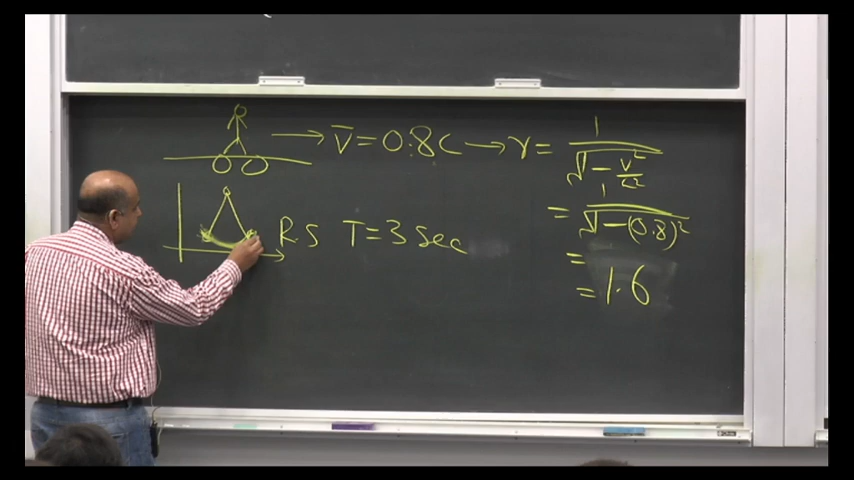 v̄ = 0.8C → γ = 1/√(1 - v²/c²)
= 1/√(1 - (0.8)²)
R.S T = 3 sec
=
= 1.6